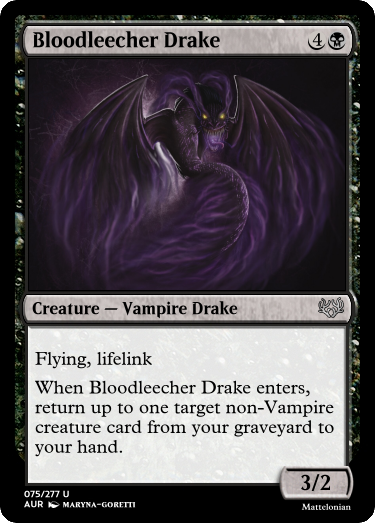 Bloodleecher Drake 4
Creature — Vampire Drake
Flying, lifelink
When Bloodleecher Drake enters,
return up to one target non-Vampire
creature card from your graveyard to
your hand.
3/2
075/277 U
AUR MARYNA-GORETTI
Mattelonian